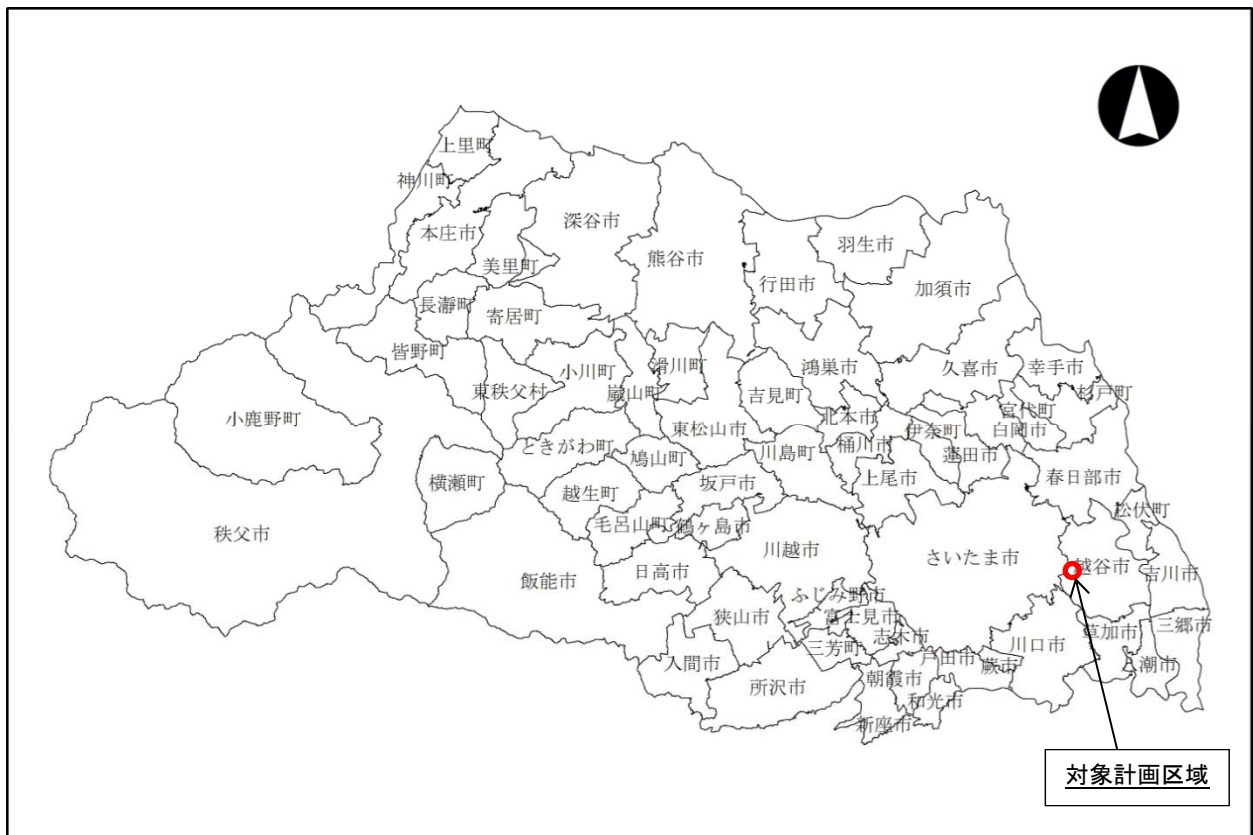 上里町
神川町
本庄市
美里町
深谷市
熊谷市
行田市
羽生市
加須市
長瀞町
寄居町
皆野町
小川町
東秩父村
嵐山町
滑川町
吉見町
鴻巣市
久喜市
幸手市
杉戸町
宮代町
白岡市
小鹿野町
東松山市
北本市
桶川市
伊奈町
蓮田市
ときがわ町
鳩山町
川島町
上尾市
春日部市
横瀬町
越生町
坂戸市
松伏町
秩父市
毛呂山町
鶴ヶ島市
川越市
さいたま市
越谷市
吉川市
飯能市
日高市
ふじみ野市
富士見市
狭山市
志木市
三芳町
川口市
草加市
三郷市
入間市
戸田市
蕨市
八潮市
所沢市
朝霞市
和光市
新座市
対象計画区域